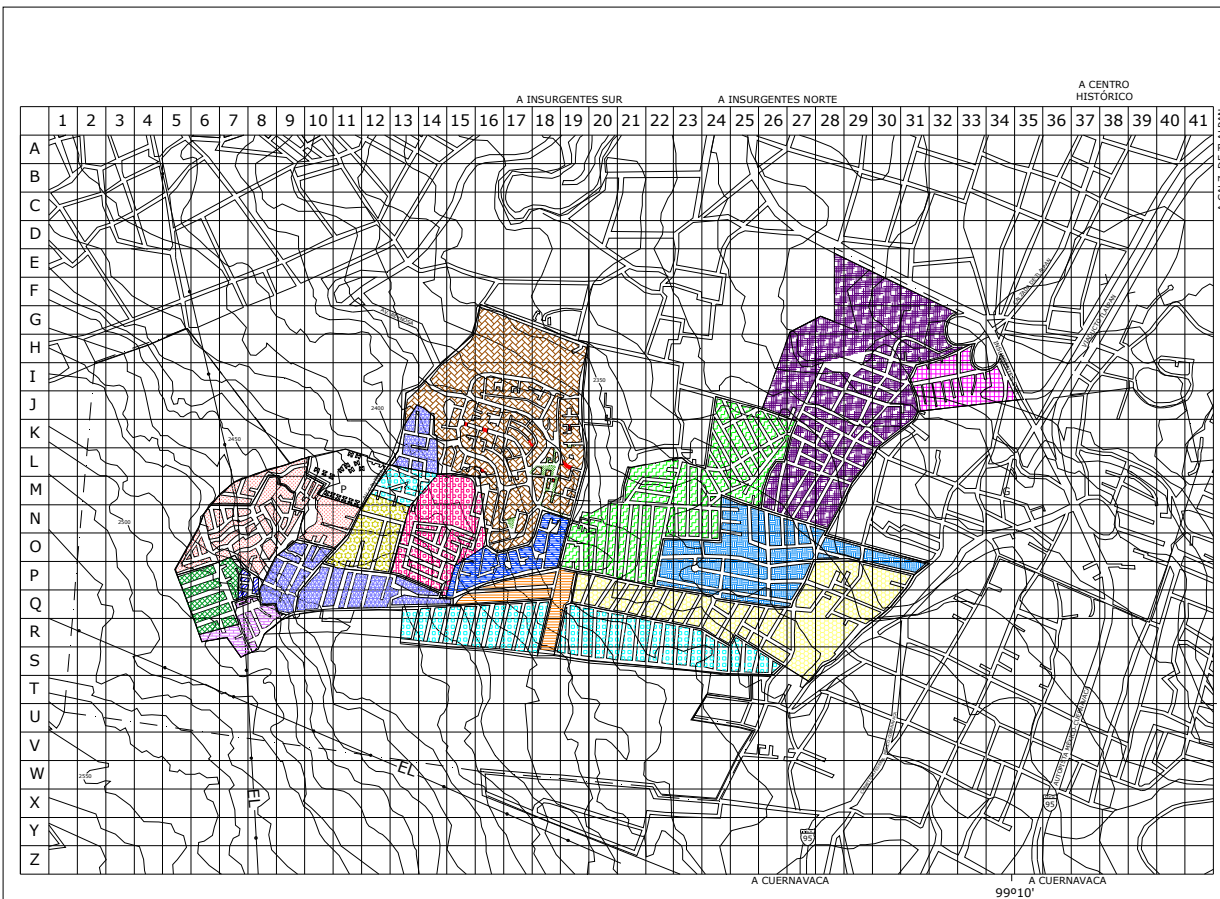 A CENTRO
HISTÓRICO
A INSURGENTES SUR
A INSURGENTES NORTE
1 2 3 4 5 6 7 8 9 10 11 12 13 14 15 16 17 18 19 20 21 22 23 24 25 26 27 28 29 30 31 32 33 34 35 36 37 38 39 40 41
A
B
C
D
E
F
G
H
I
J
K
L
M
N
O
P
Q
R
S
T
U
V
W
X
Y
Z
2350
2400
2450
2500
2550
P
G
EL
EL
95
95
A CUERNAVACA
A CUERNAVACA
99º10'